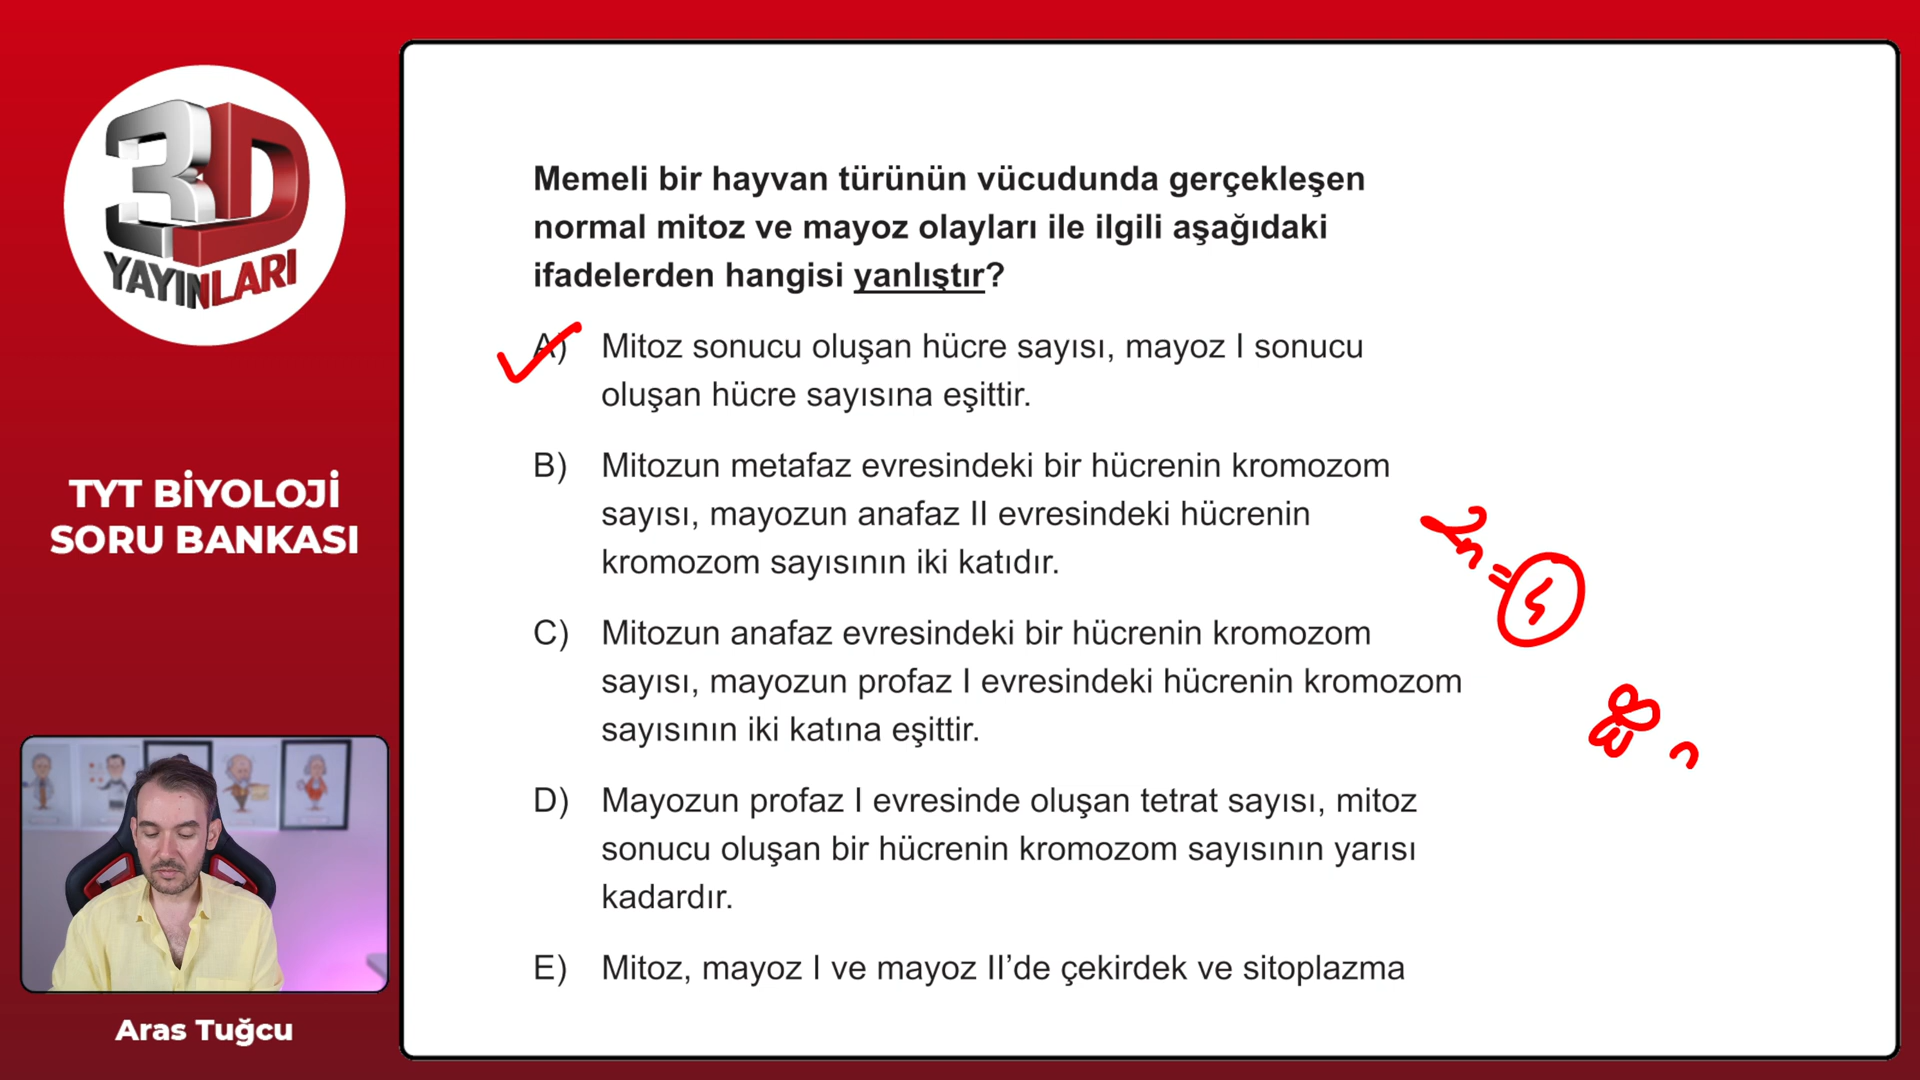 3D
YAYINLARI
TYT BİYOLOJİ
SORU BANKASI
Aras Tuğcu
Memeli bir hayvan türünün vücudunda gerçekleşen
normal mitoz ve mayoz olayları ile ilgili aşağıdaki
ifadelerden hangisi yanlıştır?
A) Mitoz sonucu oluşan hücre sayısı, mayoz I sonucu
oluşan hücre sayısına eşittir.
B) Mitozun metafaz evresindeki bir hücrenin kromozom
sayısı, mayozun anafaz II evresindeki hücrenin
kromozom sayısının iki katıdır.
C) Mitozun anafaz evresindeki bir hücrenin kromozom
sayısı, mayozun profaz I evresindeki hücrenin kromozom
sayısının iki katına eşittir.
D) Mayozun profaz I evresinde oluşan tetrat sayısı, mitoz
sonucu oluşan bir hücrenin kromozom sayısının yarısı
kadardır.
E) Mitoz, mayoz I ve mayoz II’de çekirdek ve sitoplazma
2n=